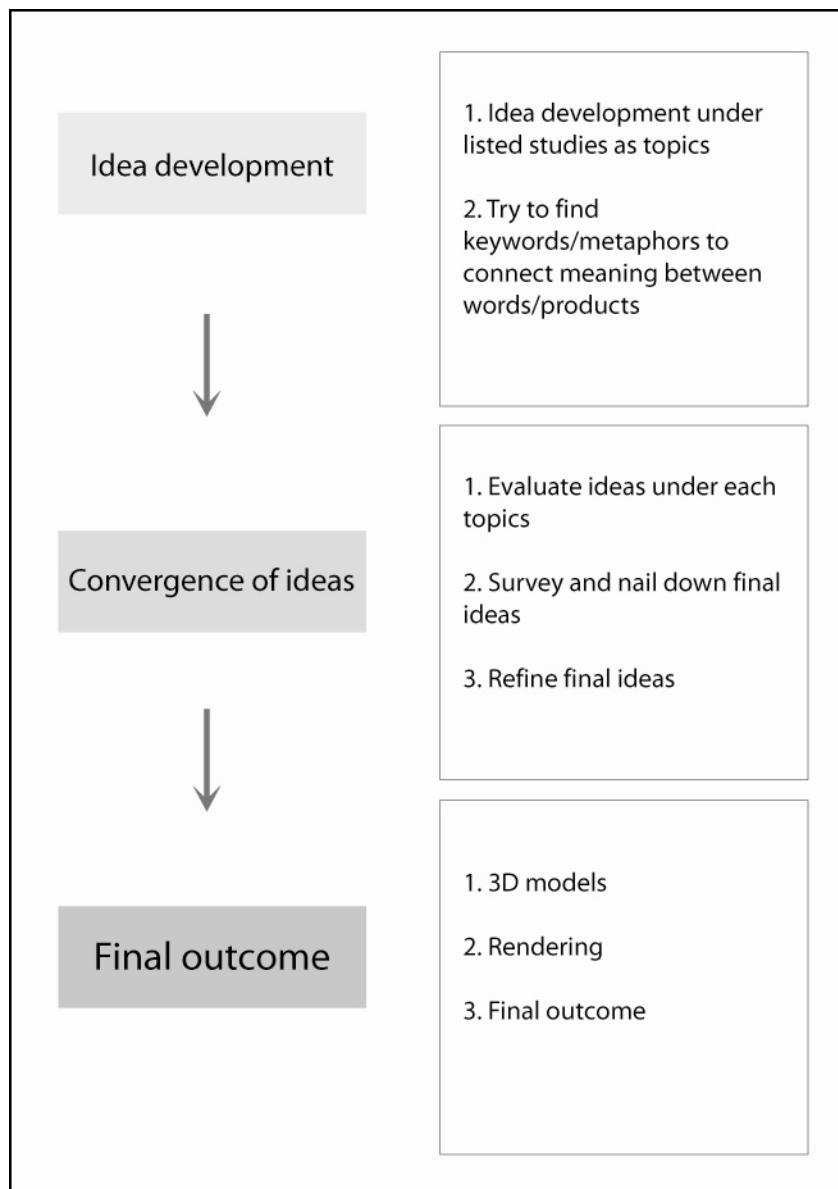 Idea development
1. Idea development under
listed studies as topics
2. Try to find
keywords/metaphors to
connect meaning between
words/products
Convergence of ideas
1. Evaluate ideas under each
topics
2. Survey and nail down final
ideas
3. Refine final ideas
Final outcome
1. 3D models
2. Rendering
3. Final outcome